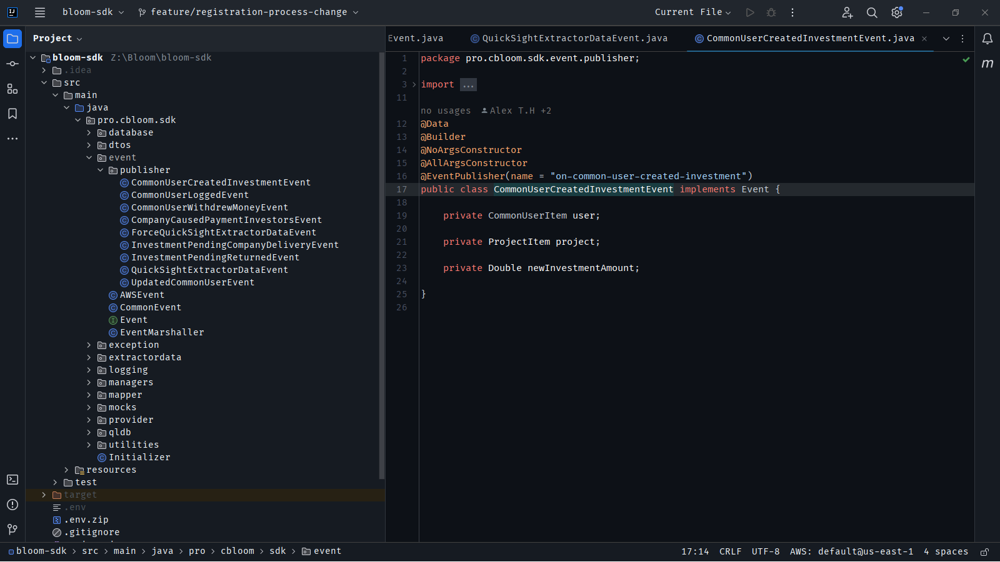 bloom-sdk feature/registration-process-change Current File
Project
Event.java QuickSightExtractorDataEvent.java CommonUserCreatedInvestmentEvent.java
bloom-sdk Z:\Bloom\bloom-sdk
.idea
src
main
java
pro.cbloom.sdk
database
dtos
event
publisher
CommonUserCreatedInvestmentEvent
CommonUserLoggedEvent
CommonUserWithdrewMoneyEvent
CompanyCausedPaymentInvestorsEvent
ForceQuickSightExtractorDataEvent
InvestmentPendingCompanyDeliveryEvent
InvestmentPendingReturnedEvent
QuickSightExtractorDataEvent
UpdatedCommonUserEvent
AWSEvent
CommonEvent
Event
EventMarshaller
exception
extractordata
logging
managers
mapper
mocks
provider
qldb
utilities
Initializer
resources
test
target
.env
.env.zip
.gitignore
1 package pro.cbloom.sdk.event.publisher;
2
3 import ...
11
no usages Alex T.H +2
12 @Data
13 @Builder
14 @NoArgsConstructor
15 @AllArgsConstructor
16 @EventPublisher(name = "on-common-user-created-investment")
17 public class CommonUserCreatedInvestmentEvent implements Event {
18
19 private CommonUserItem user;
20
21 private ProjectItem project;
22
23 private Double newInvestmentAmount;
24
25 }
26
m
bloom-sdk > src > main > java > pro > cbloom > sdk > event
17:14 CRLF UTF-8 AWS: default@us-east-1 4 spaces